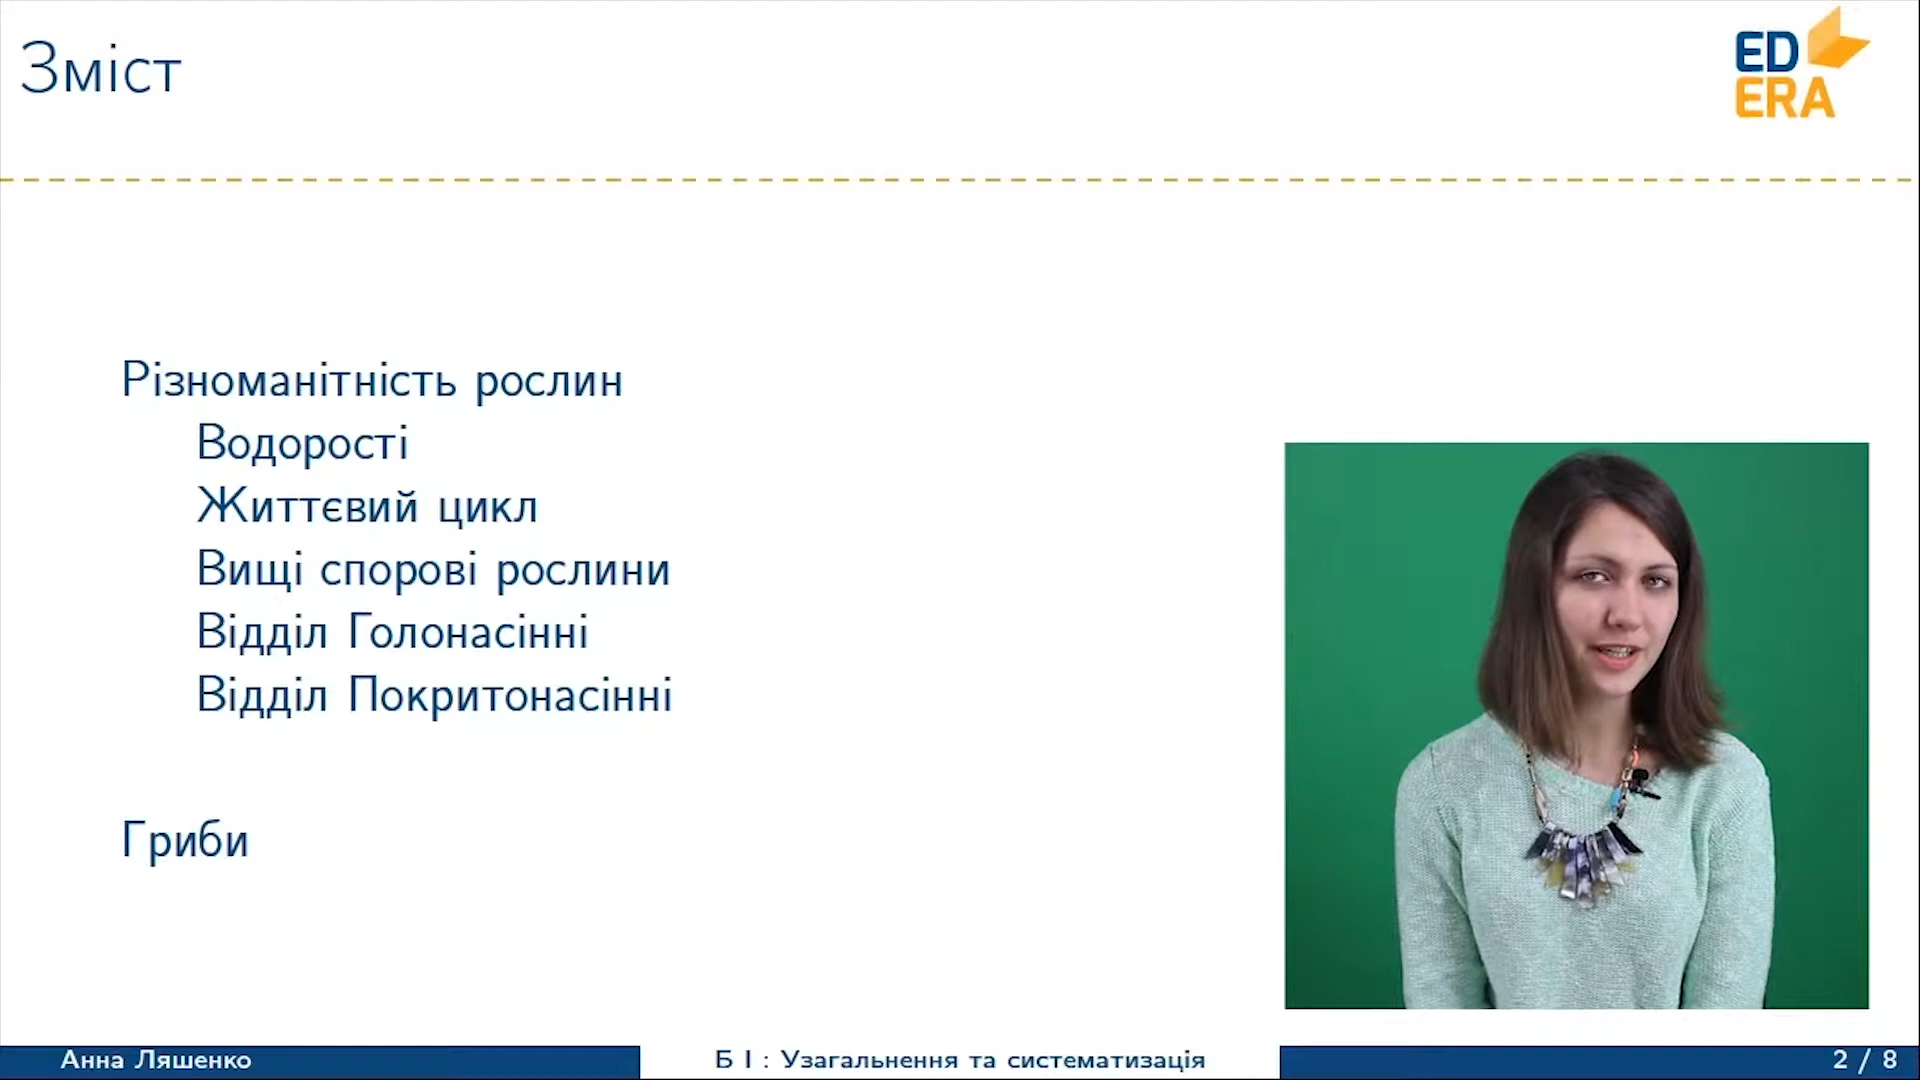 Зміст
ED
ERA
Різноманітність рослин
Водорості
Життєвий цикл
Вищі спорові рослини
Відділ Голонасінні
Відділ Покритонасінні
Гриби
Анна Ляшенко
Б І : Узагальнення та систематизація
2 / 8